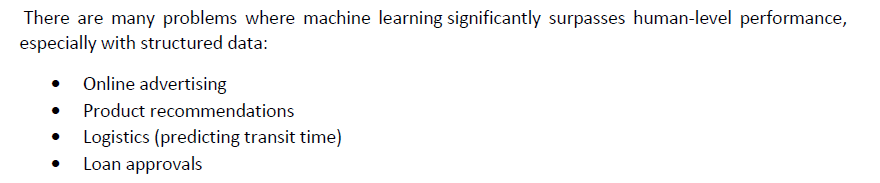 There are many problems where machine learning significantly surpasses human-level performance,
especially with structured data:
• Online advertising
• Product recommendations
• Logistics (predicting transit time)
• Loan approvals